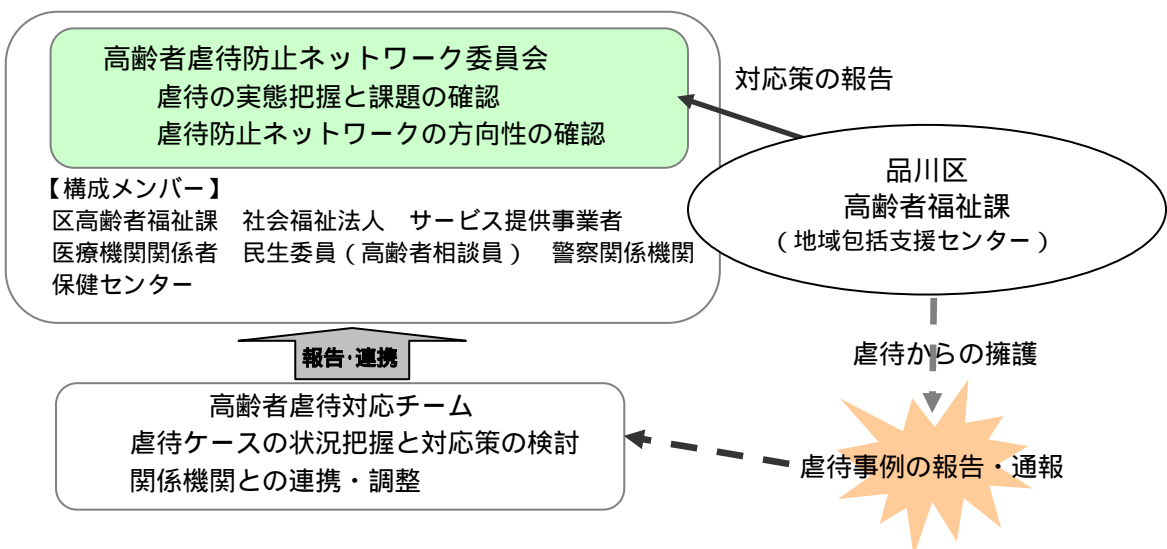 高齢者虐待防止ネットワーク委員会
虐待の実態把握と課題の確認
虐待防止ネットワークの方向性の確認
【構成メンバー】
区高齢者福祉課　社会福祉法人　サービス提供事業者
医療機関関係者　民生委員（高齢者相談員）　警察関係機関
保健センター
対応策の報告
品川区
高齢者福祉課
（地域包括支援センター）
虐待からの擁護
報告・連携
高齢者虐待対応チーム
虐待ケースの状況把握と対応策の検討
関係機関との連携・調整
虐待事例の報告・通報